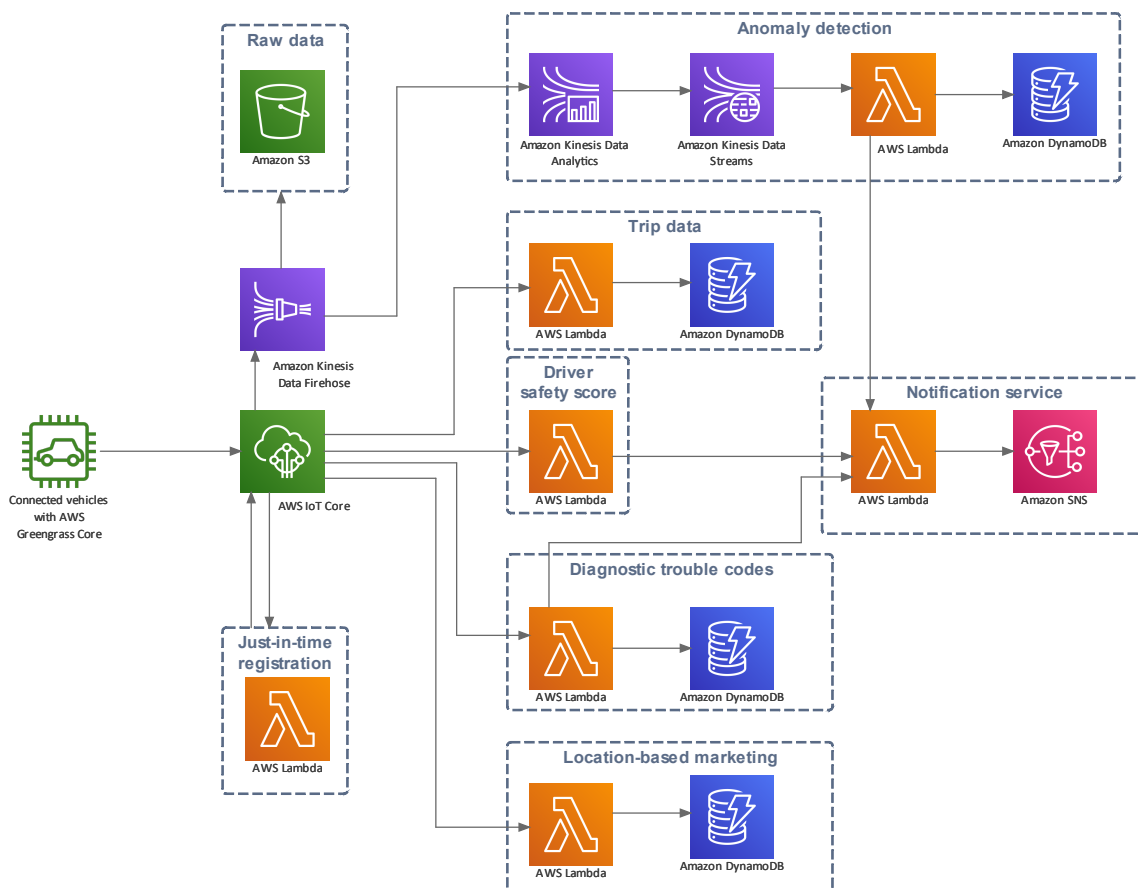 Raw data
Amazon S3
Anomaly detection
Amazon Kinesis Data
Analytics
Amazon Kinesis Data
Streams
AWS Lambda
Amazon DynamoDB
Trip data
AWS Lambda
Amazon DynamoDB
Amazon Kinesis
Data Firehose
Driver
safety score
AWS Lambda
Notification service
AWS Lambda
Amazon SNS
Connected vehicles
with AWS
Greengrass Core
AWS IoT Core
Diagnostic trouble codes
AWS Lambda
Amazon DynamoDB
Just-in-time
registration
AWS Lambda
Location-based marketing
AWS Lambda
Amazon DynamoDB